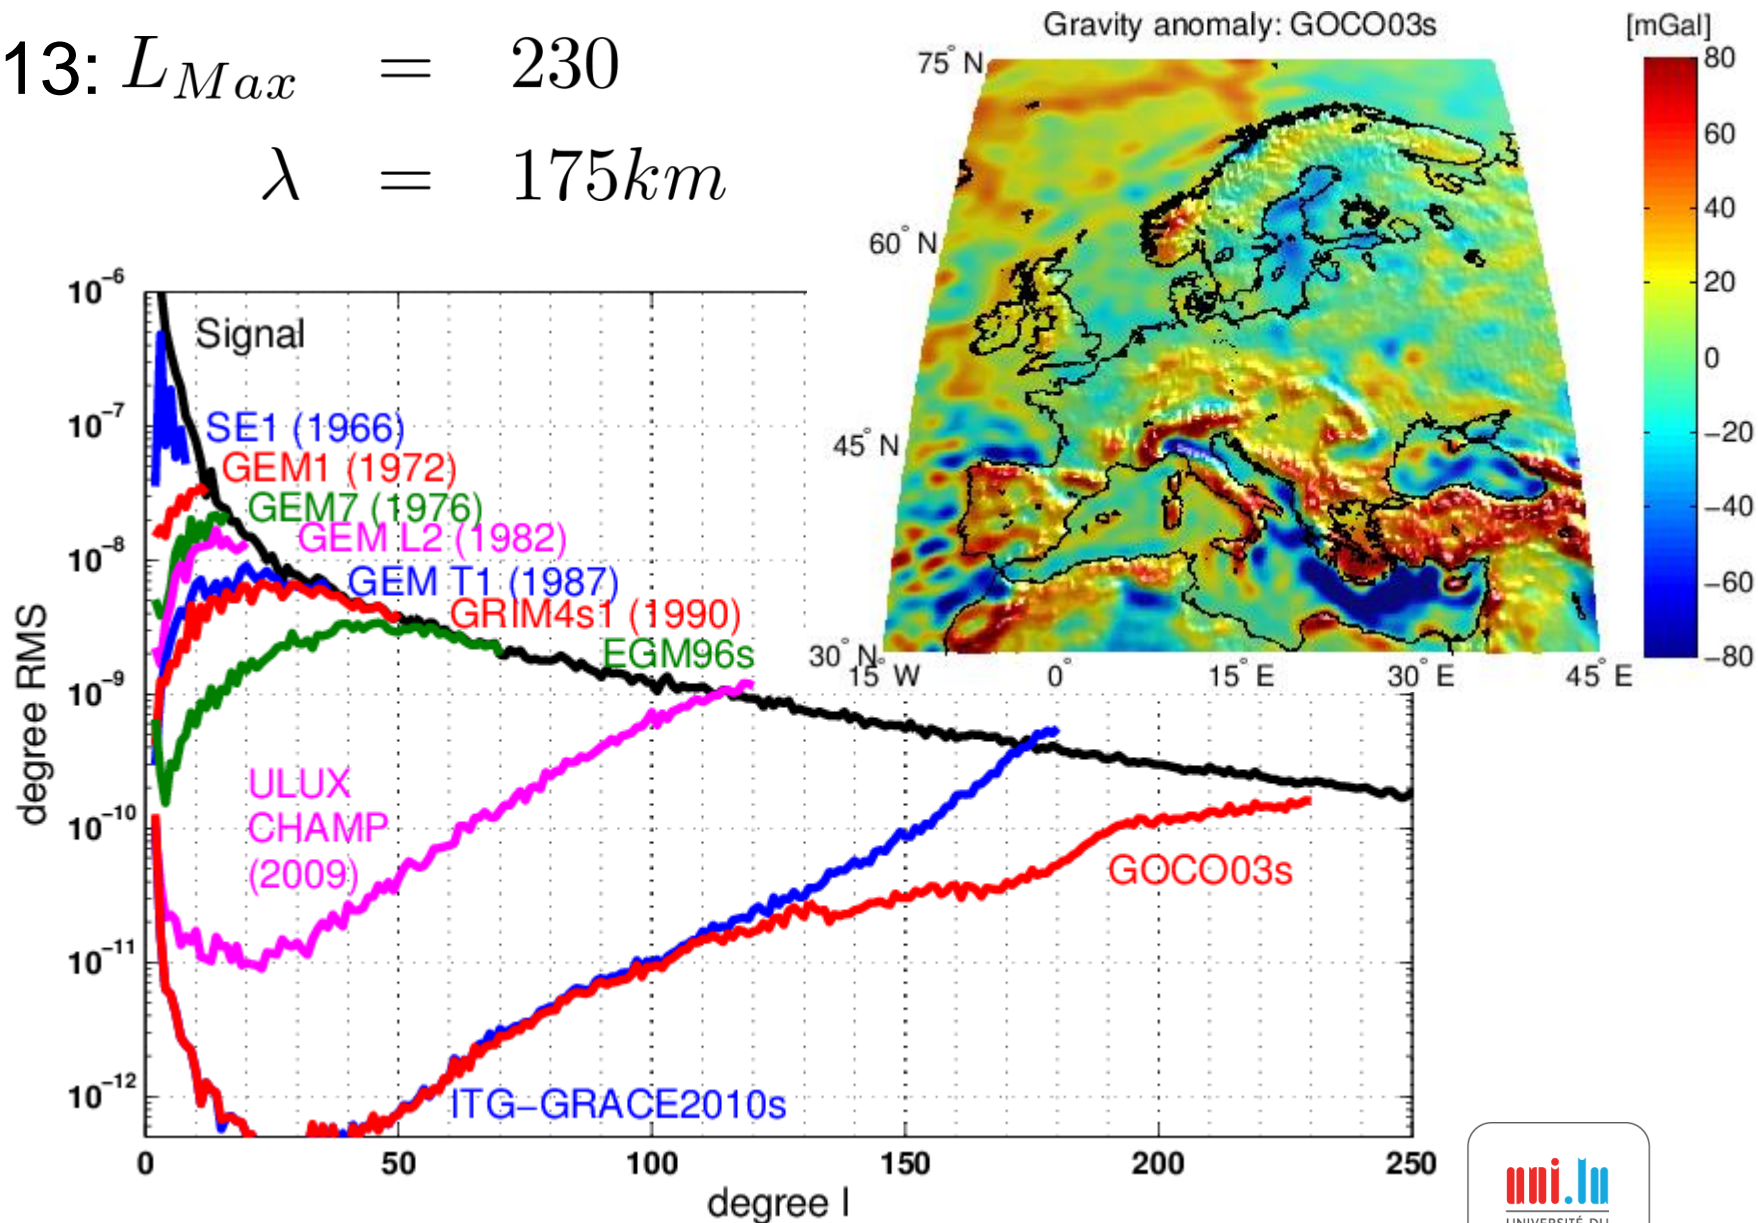 13: L_Max = 230
λ = 175km
Gravity anomaly: GOCO03s
[mGal]
75° N
60° N
45° N
30° N
15° W
0°
15° E
30° E
45° E
80
60
40
20
0
−20
−40
−60
−80
degree RMS
10^−6
10^−7
10^−8
10^−9
10^−10
10^−11
10^−12
Signal
SE1 (1966)
GEM1 (1972)
GEM7 (1976)
GEM L2 (1982)
GEM T1 (1987)
GRIM4s1 (1990)
EGM96s
ULUX
CHAMP
(2009)
GOCO03s
ITG−GRACE2010s
0
50
100
150
200
250
degree l
uni.lu
UNIVERSITÉ DU